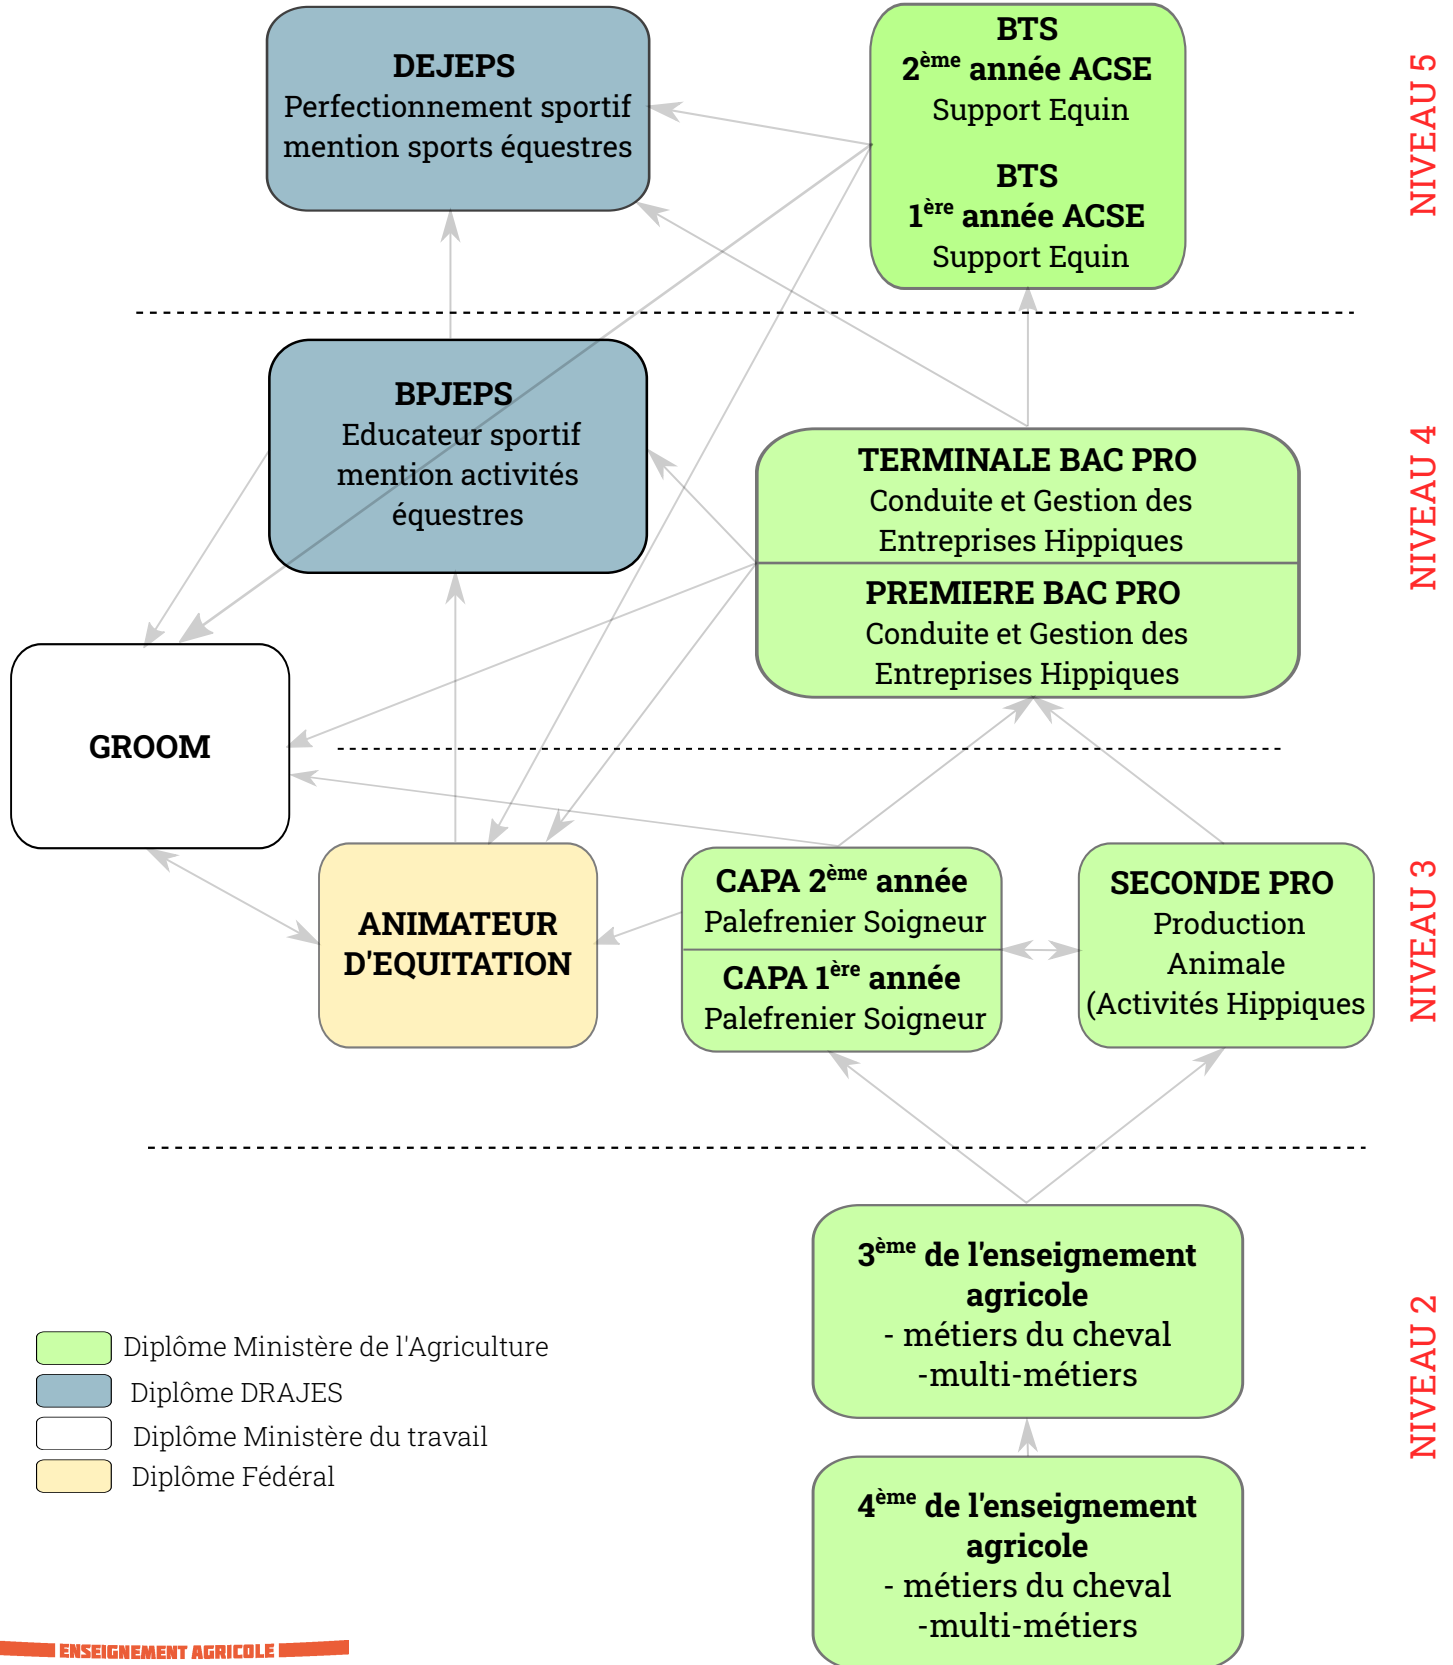 DEJEPS
Perfectionnement sportif
mention sports équestres
BTS
2ème année ACSE
Support Equin
BTS
1ère année ACSE
Support Equin
NIVEAU 5
BPJEPS
Educateur sportif
mention activités
équestres
TERMINALE BAC PRO
Conduite et Gestion des
Entreprises Hippiques
PREMIERE BAC PRO
Conduite et Gestion des
Entreprises Hippiques
NIVEAU 4
GROOM
ANIMATEUR
D'EQUITATION
CAPA 2ème année
Palefrenier Soigneur
CAPA 1ère année
Palefrenier Soigneur
SECONDE PRO
Production
Animale
(Activités Hippiques
NIVEAU 3
3ème de l'enseignement
agricole
- métiers du cheval
-multi-métiers
4ème de l'enseignement
agricole
- métiers du cheval
-multi-métiers
NIVEAU 2
Diplôme Ministère de l'Agriculture
Diplôme DRAJES
Diplôme Ministère du travail
Diplôme Fédéral
ENSEIGNEMENT AGRICOLE